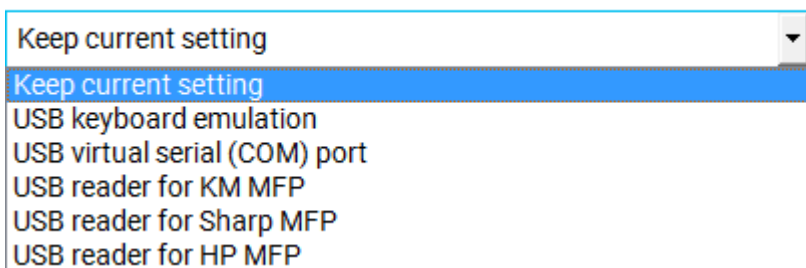 Keep current setting
Keep current setting
USB keyboard emulation
USB virtual serial (COM) port
USB reader for KM MFP
USB reader for Sharp MFP
USB reader for HP MFP